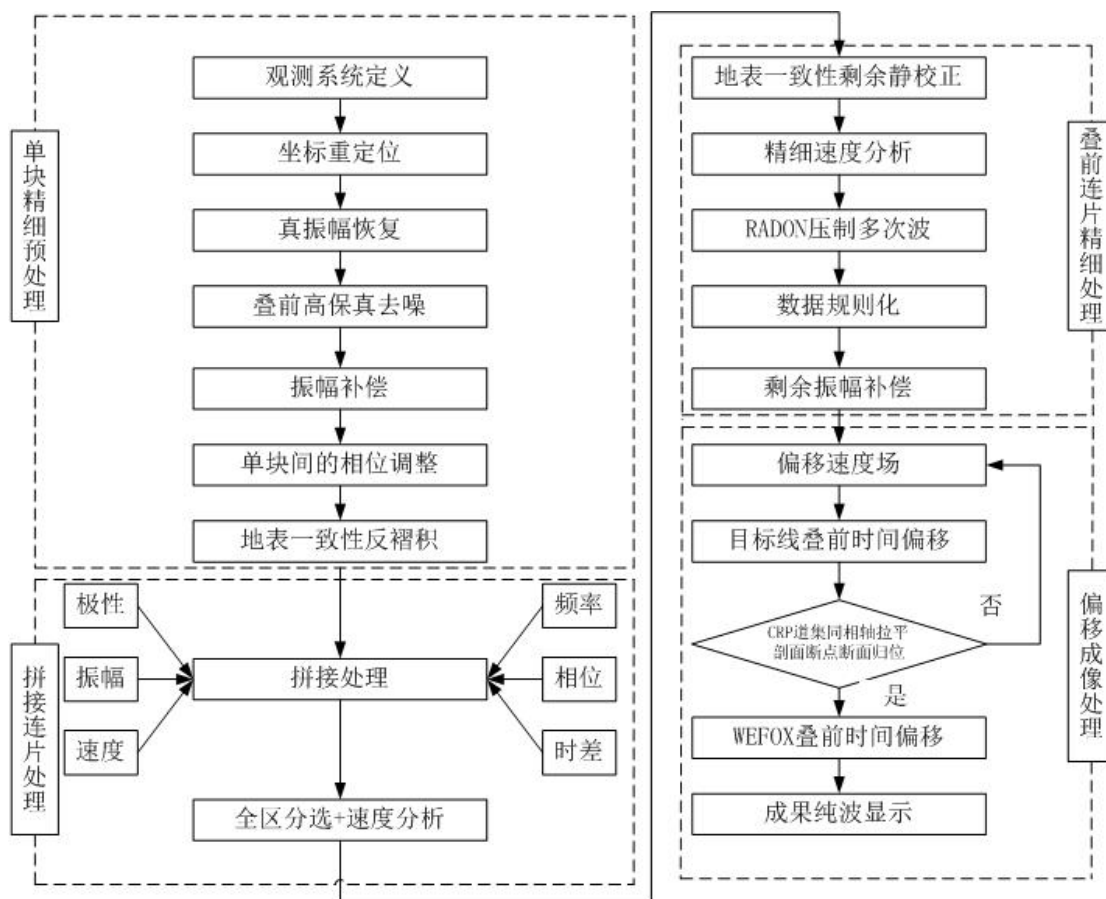 单块精细预处理
观测系统定义
坐标重定位
真振幅恢复
叠前高保真去噪
振幅补偿
单块间的相位调整
地表一致性反褶积
拼接连片处理
极性
振幅
速度
拼接处理
频率
相位
时差
全区分选+速度分析
叠前连片精细处理
地表一致性剩余静校正
精细速度分析
RADON压制多次波
数据规则化
剩余振幅补偿
偏移成像处理
偏移速度场
目标线叠前时间偏移
CRP道集同相轴拉平
剖面断点断面归位
否
是
WEFOX叠前时间偏移
成果纯波显示